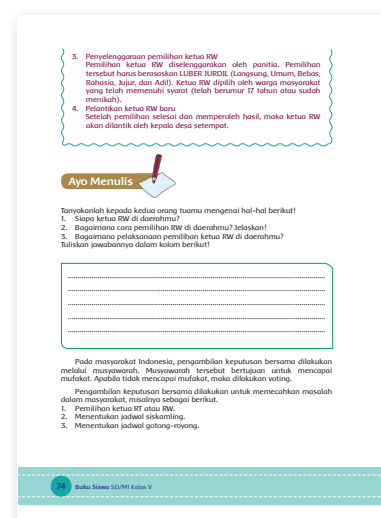 3. Penyelenggaraan pemilihan ketua RW
Pemilihan ketua RW diselenggarakan oleh panitia. Pemilihan
tersebut harus berasaskan LUBER JURDIL (Langsung, Umum, Bebas,
Rahasia, Jujur, dan Adil). Ketua RW dipilih oleh warga masyarakat
yang telah memenuhi syarat (telah berumur 17 tahun atau sudah
menikah).
4. Pelantikan ketua RW baru
Setelah pemilihan selesai dan memperoleh hasil, maka ketua RW
akan dilantik oleh kepala desa setempat.
Ayo Menulis
Tanyakanlah kepada kedua orang tuamu mengenai hal-hal berikut!
1. Siapa ketua RW di daerahmu?
2. Bagaimana cara pemilihan RW di daerahmu? Jelaskan!
3. Bagaimana pelaksanaan pemilihan ketua RW di daerahmu?
Tuliskan jawabannya dalam kolom berikut!
Pada masyarakat Indonesia, pengambilan keputusan bersama dilakukan
melalui musyawarah. Musyawarah tersebut bertujuan untuk mencapai
mufakat. Apabila tidak mencapai mufakat, maka dilakukan voting.
Pengambilan keputusan bersama dilakukan untuk memecahkan masalah
dalam masyarakat, misalnya sebagai berikut.
1. Pemilihan ketua RT atau RW.
2. Menentukan jadwal siskamling.
3. Menentukan jadwal gotong-royong.
74 Buku Siswa SD/MI Kelas V